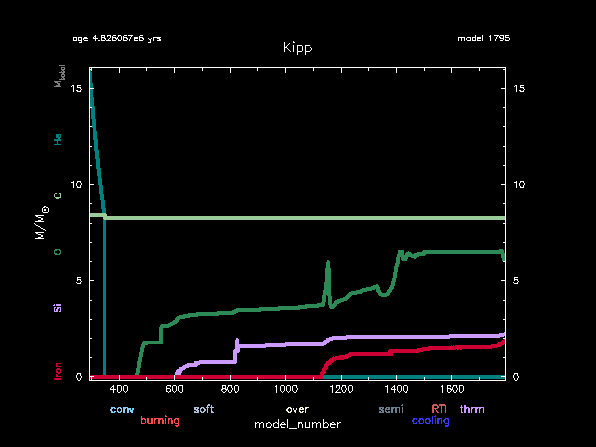 age 4.826067e6 yrs
model 1795
Kipp
M/M⊙
Iron Si O C He M_total
15
10
5
0
15
10
5
0
400 600 800 1000 1200 1400 1600
conv burning soft over semi cooling RTI thrm
model_number